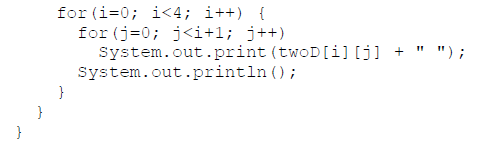 for(i=0; i<4; i++) {
for(j=0; j<i+1; j++)
System.out.print(twoD[i][j] + " ");
System.out.println();
}
}
}